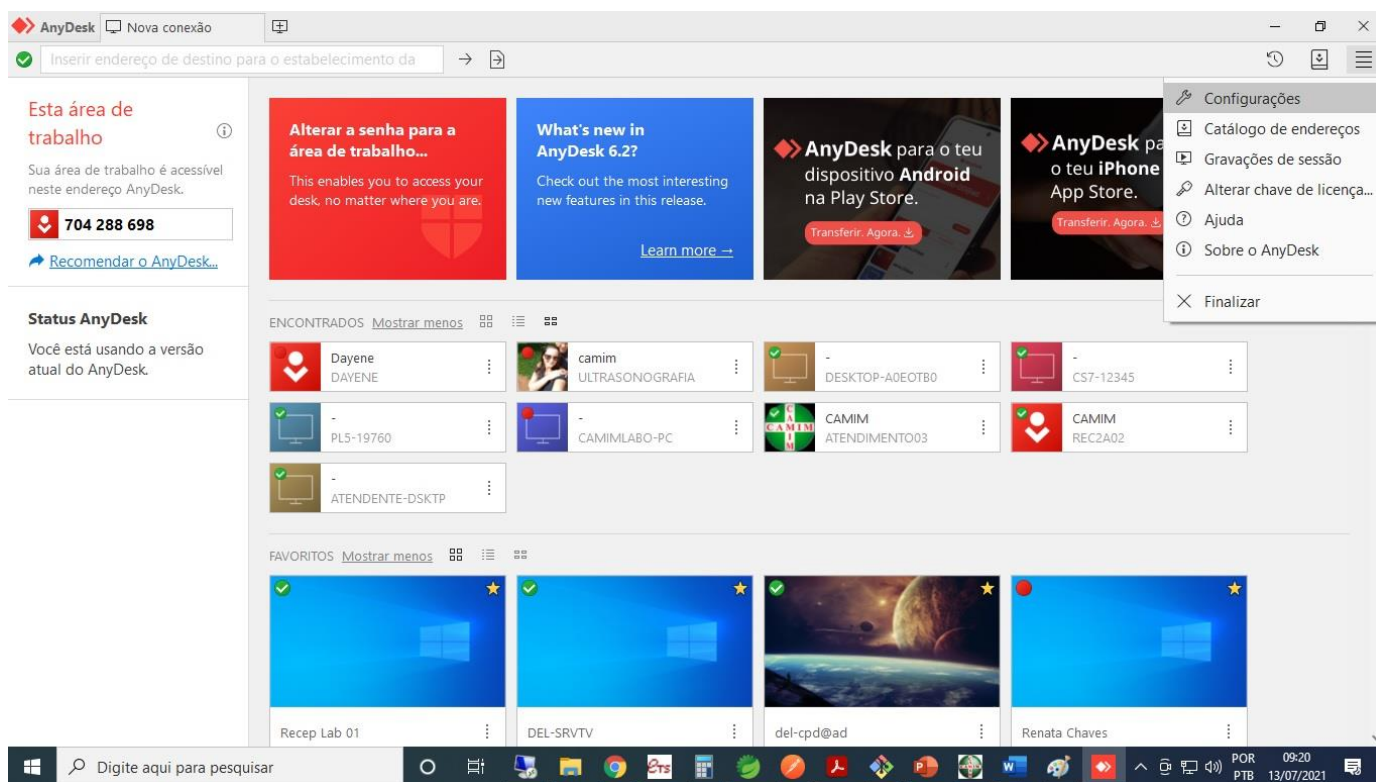 AnyDesk Nova conexão
Inserir endereço de destino para o estabelecimento da
Configurações
Catálogo de endereços
Gravações de sessão
Alterar chave de licença...
Ajuda
Sobre o AnyDesk
Finalizar
Esta área de
trabalho
Sua área de trabalho é acessível
neste endereço AnyDesk.
704 288 698
Recomendar o AnyDesk...
Status AnyDesk
Você está usando a versão
atual do AnyDesk.
Alterar a senha para a
área de trabalho...
This enables you to access your
desk, no matter where you are.
What's new in
AnyDesk 6.2?
Check out the most interesting
new features in this release.
Learn more →
AnyDesk para o teu
dispositivo Android
na Play Store.
Transferir. Agora.
AnyDesk pa
o teu iPhone
App Store.
Transferir. Agora.
ENCONTRADOS Mostrar menos
Dayene
DAYENE
camim
ULTRASONOGRAFIA
-
DESKTOP-A0EOTB0
-
CS7-12345
-
PL5-19760
-
CAMIMLABO-PC
CAMIM
CAMIM
CAMIM
ATENDIMENTO03
CAMIM
REC2A02
-
ATENDENTE-DSKTP
FAVORITOS Mostrar menos
Recep Lab 01
DEL-SRVTV
del-cpd@ad
Renata Chaves
Digite aqui para pesquisar
ETS
POR
PTB
09:20
13/07/2021